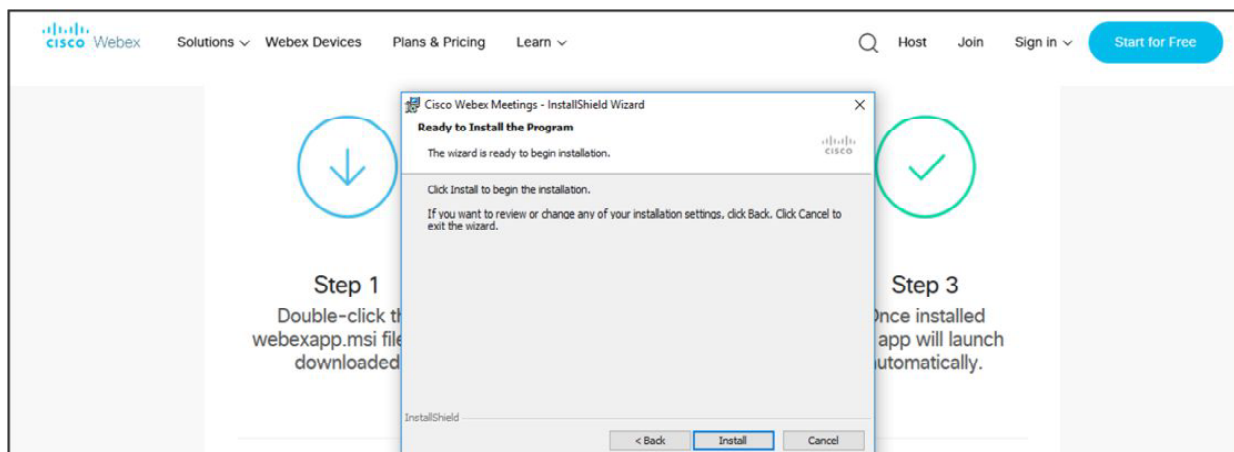 CISCO Webex Solutions Webex Devices Plans & Pricing Learn Host Join Sign in Start for Free
Cisco Webex Meetings - InstallShield Wizard
Ready to Install the Program
The wizard is ready to begin installation.
CISCO
Click Install to begin the installation.
If you want to review or change any of your installation settings, click Back. Click Cancel to
exit the wizard.
InstallShield
< Back Install Cancel
Step 1
Double-click
webexapp.msi
downloaded
Step 3
installed
app will launch